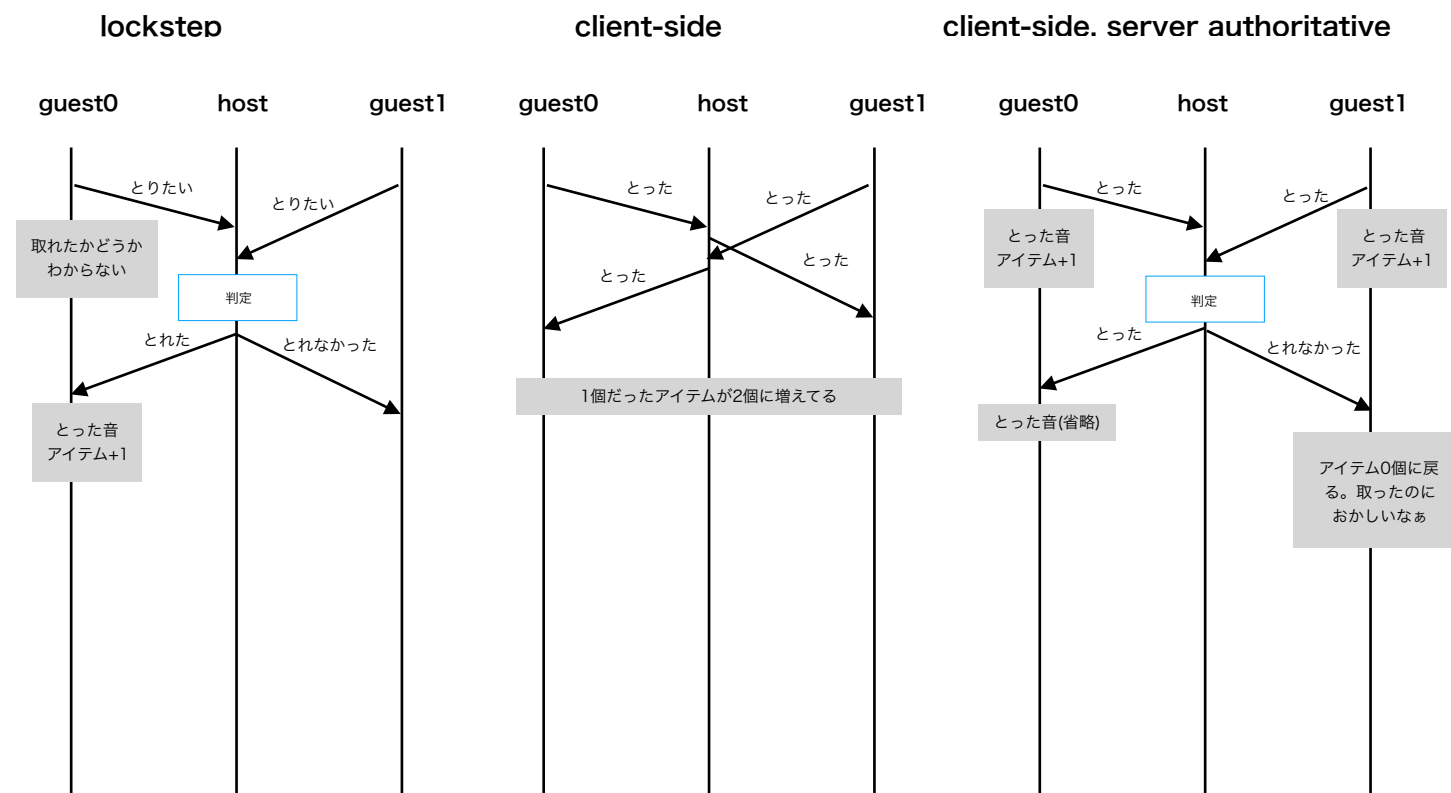 lockstep
client-side
client-side. server authoritative
guest0
host
guest1
guest0
host
guest1
guest0
host
guest1
とりたい
とりたい
取れたかどうか
わからない
判定
とれた
とれなかった
とった音
アイテム+1
とった
とった
とった
とった
1個だったアイテムが2個に増えてる
とった
とった
とった音
アイテム+1
とった音
アイテム+1
判定
とった
とれなかった
とった音(省略)
アイテム0個に戻
る。取ったのに
おかしいなぁ